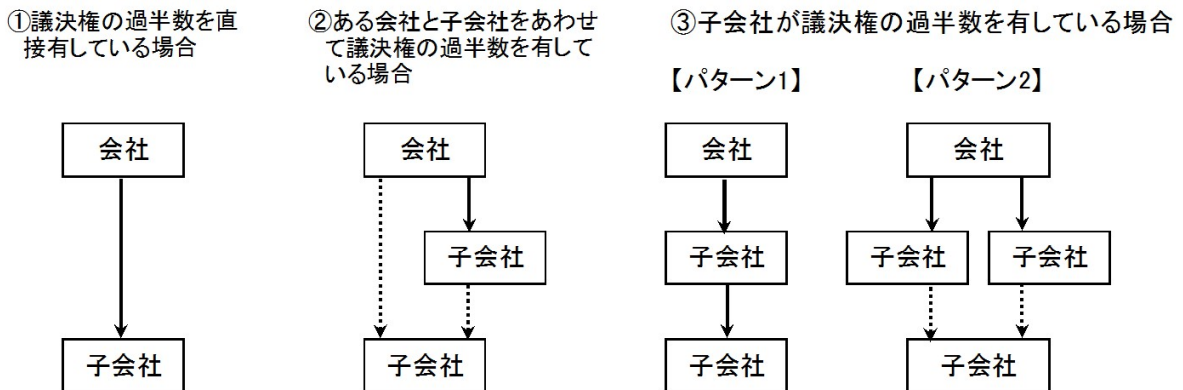 ①議決権の過半数を直
接有している場合
②ある会社と子会社をあわせ
て議決権の過半数を有して
いる場合
③子会社が議決権の過半数を有している場合
【パターン1】
【パターン2】
会社
子会社
会社
子会社
子会社
会社
子会社
子会社
会社
子会社
子会社
子会社